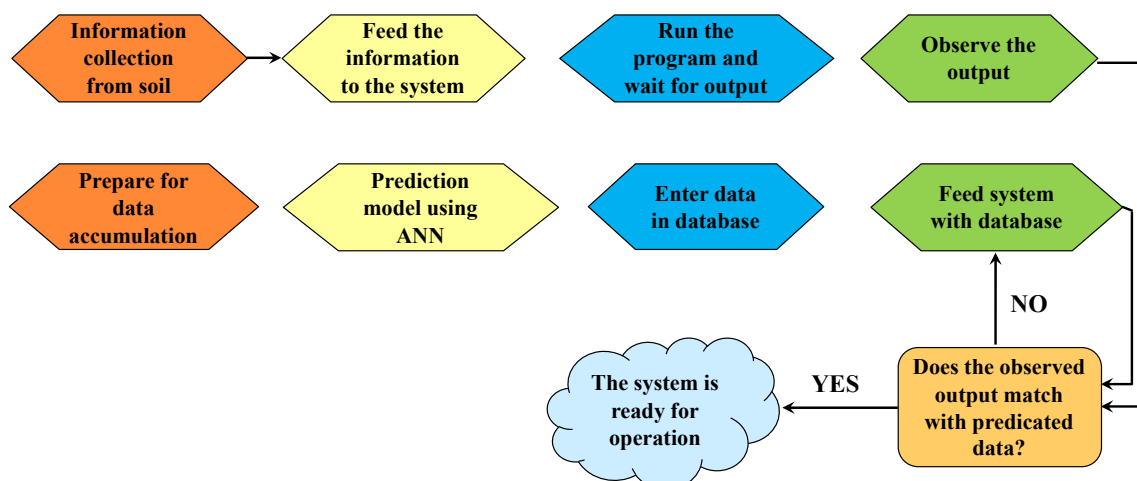 Information
collection
from soil
Feed the
information
to the system
Run the
program and
wait for output
Observe the
output
Prepare for
data
accumulation
Prediction
model using
ANN
Enter data
in database
Feed system
with database
NO
The system is
ready for
operation
YES
Does the observed
output match
with predicated
data?